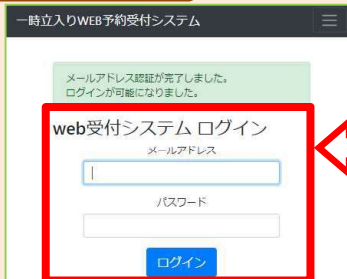 一時立入りWEB予約受付システム
メールアドレス認証が完了しました。
ログインが可能になりました。
web受付システム ログイン
メールアドレス
パスワード
ログイン